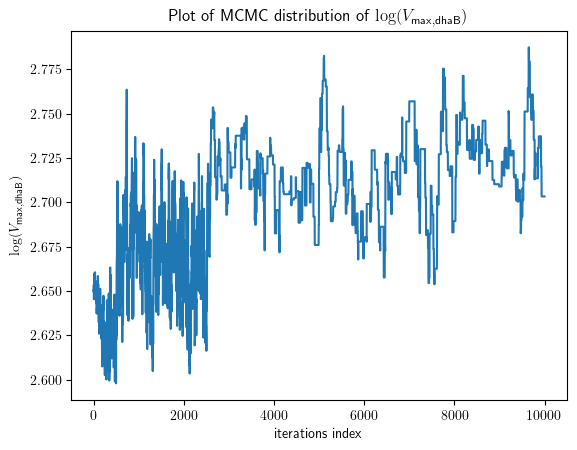 Plot of MCMC distribution of log(V_max,dhaB)
2.775
2.750
2.725
2.700
2.675
2.650
2.625
2.600
log(V_max,dhaB)
0 2000 4000 6000 8000 10000
iterations index